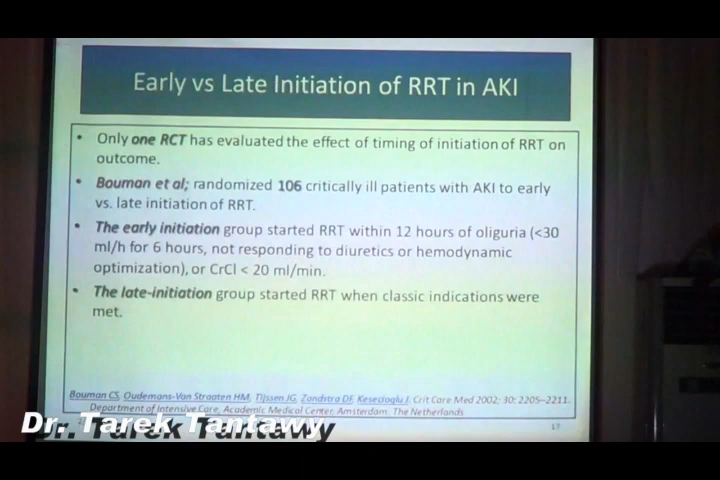 Early vs Late Initiation of RRT in AKI
• Only one RCT has evaluated the effect of timing of initiation of RRT on
outcome.
• Bouman et al; randomized 106 critically ill patients with AKI to early
vs. late initiation of RRT.
• The early initiation group started RRT within 12 hours of oliguria (<30
ml/h for 6 hours, not responding to diuretics or hemodynamic
optimization), or CrCl < 20 ml/min.
• The late-initiation group started RRT when classic indications were
met.
Bouman CS, Oudemans-Van Straaten HM, Tijssen JG, Zandstra DF, Kesecioglu J. Crit Care Med 2002; 30: 2205–2211.
Department of Intensive Care, Academic Medical Center, Amsterdam. The Netherlands
Dr. Tarek Tantawy
17